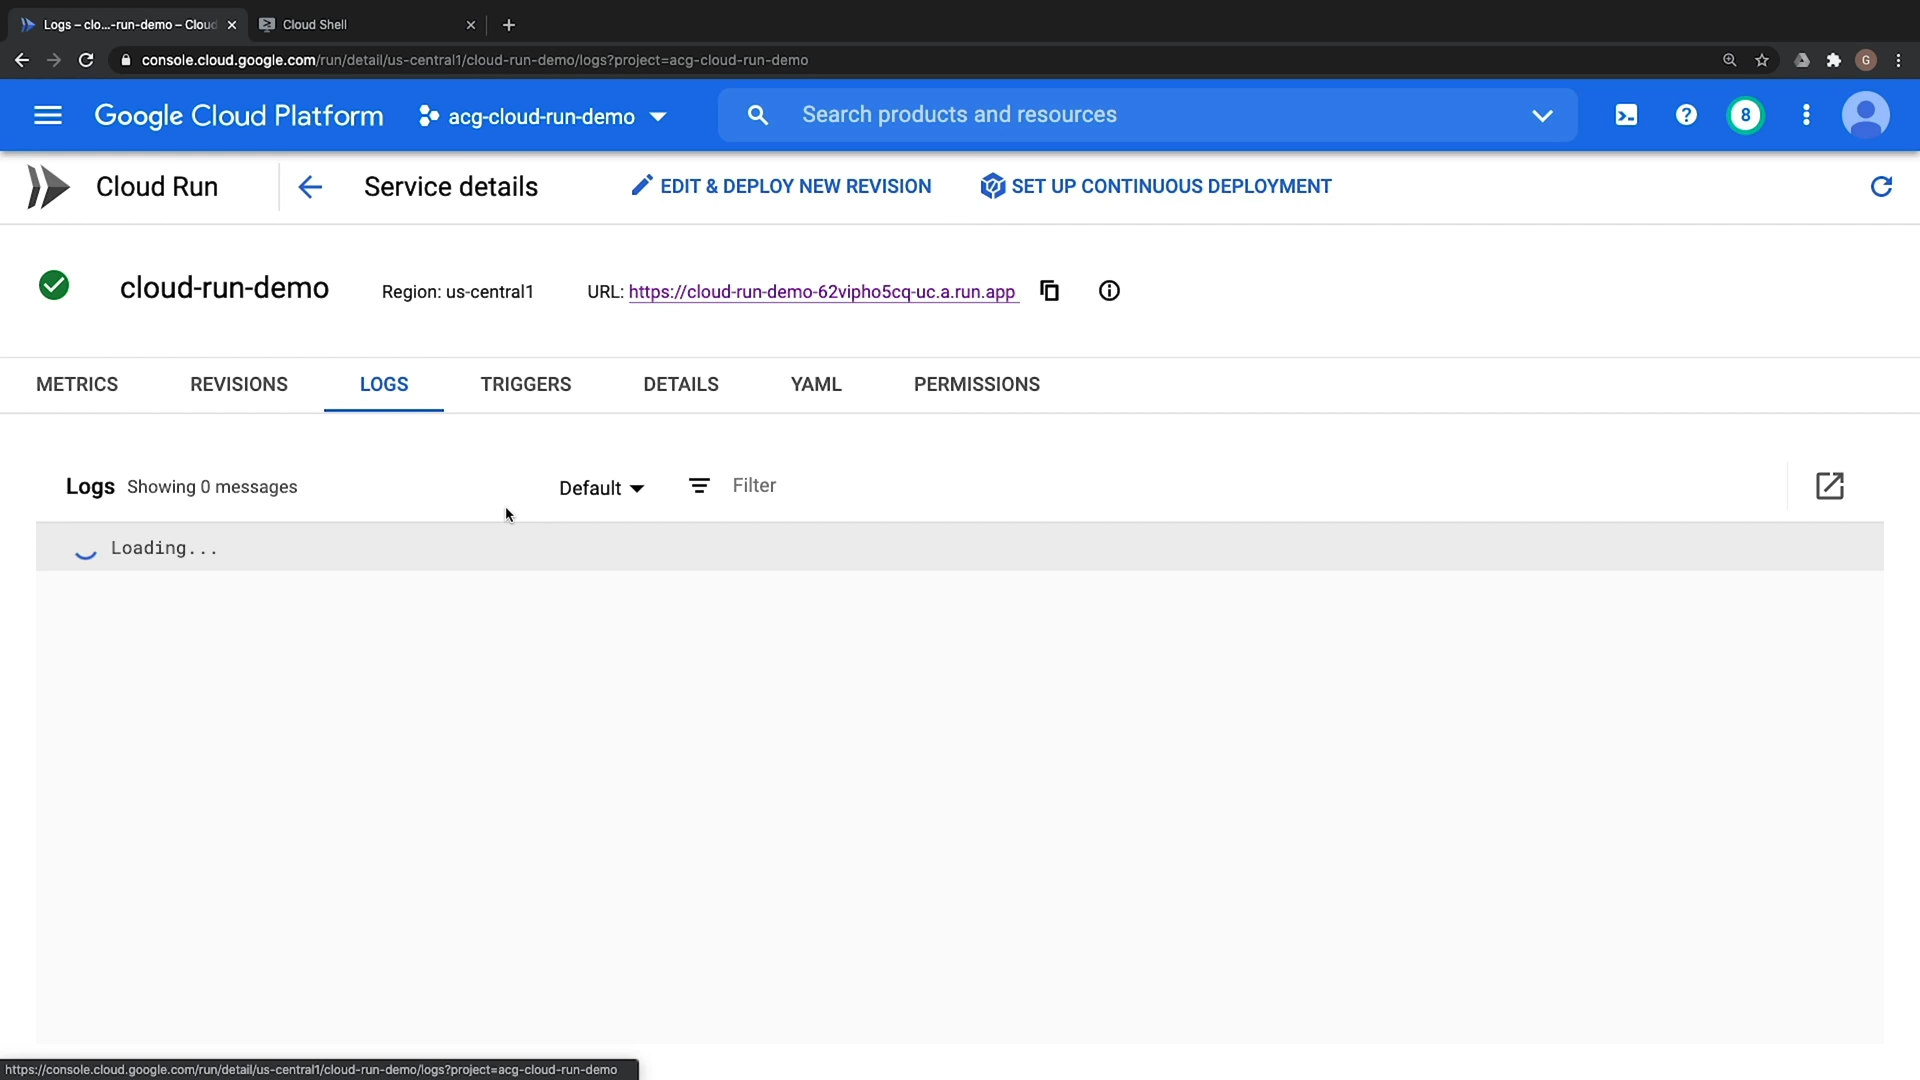 Logs – clo...-run-demo – Cloud
Cloud Shell
console.cloud.google.com/run/detail/us-central1/cloud-run-demo/logs?project=acg-cloud-run-demo
G
Google Cloud Platform
acg-cloud-run-demo
Search products and resources
8
Cloud Run
Service details
EDIT & DEPLOY NEW REVISION
SET UP CONTINUOUS DEPLOYMENT
cloud-run-demo
Region: us-central1
URL: https://cloud-run-demo-62vipho5cq-uc.a.run.app
METRICS
REVISIONS
LOGS
TRIGGERS
DETAILS
YAML
PERMISSIONS
Logs
Showing 0 messages
Default
Filter
Loading...
https://console.cloud.google.com/run/detail/us-central1/cloud-run-demo/logs?project=acg-cloud-run-demo